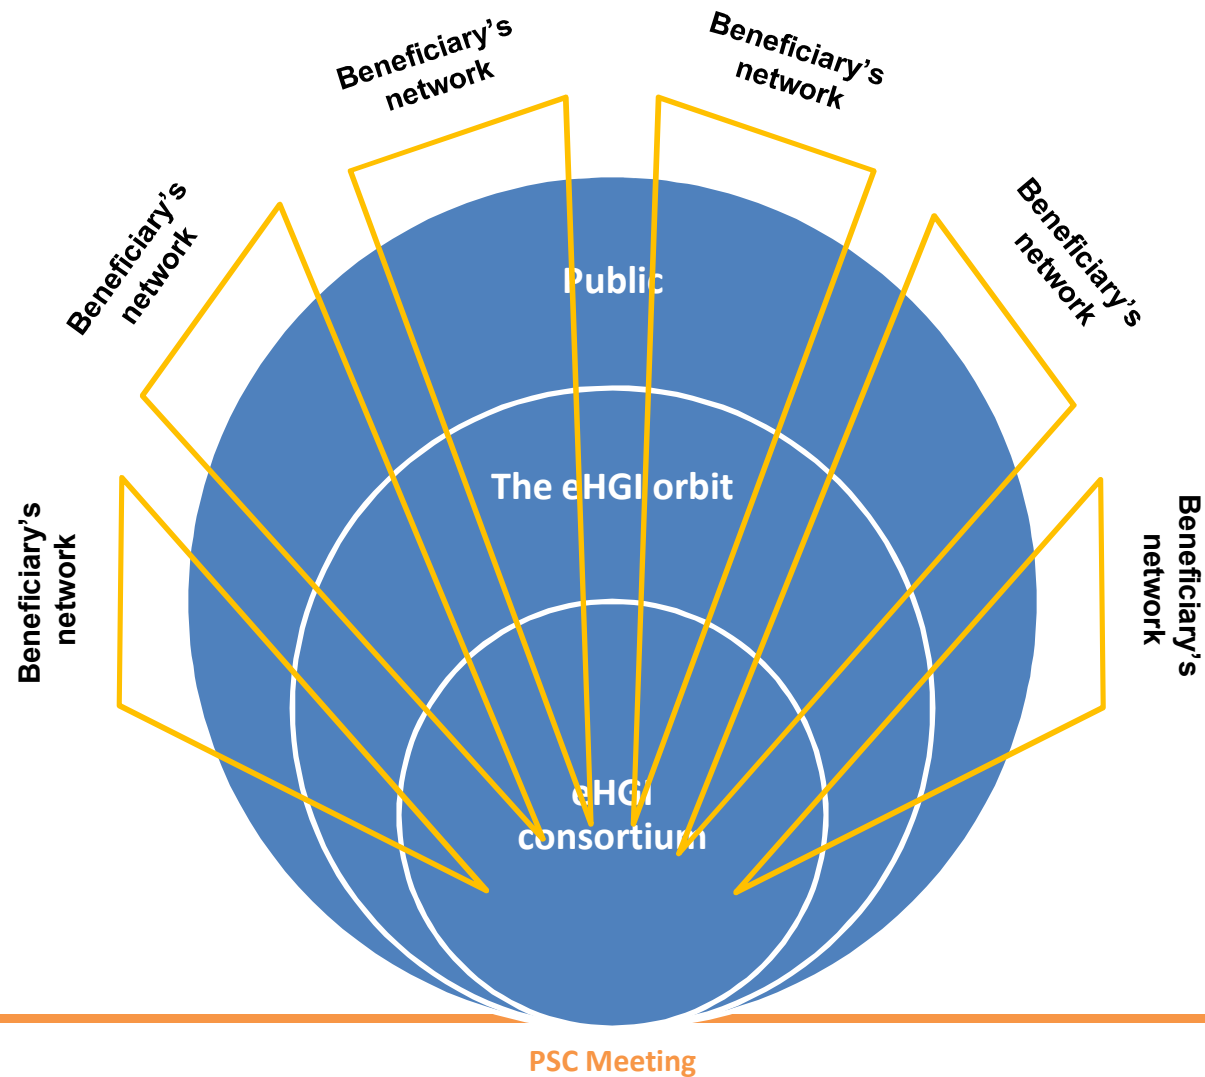 Beneficiary’s
network
Beneficiary’s
network
Beneficiary’s
network
Beneficiary’s
network
Beneficiary’s
network
Beneficiary’s
network
Public
The eHGI orbit
eHGI
consortium
PSC Meeting